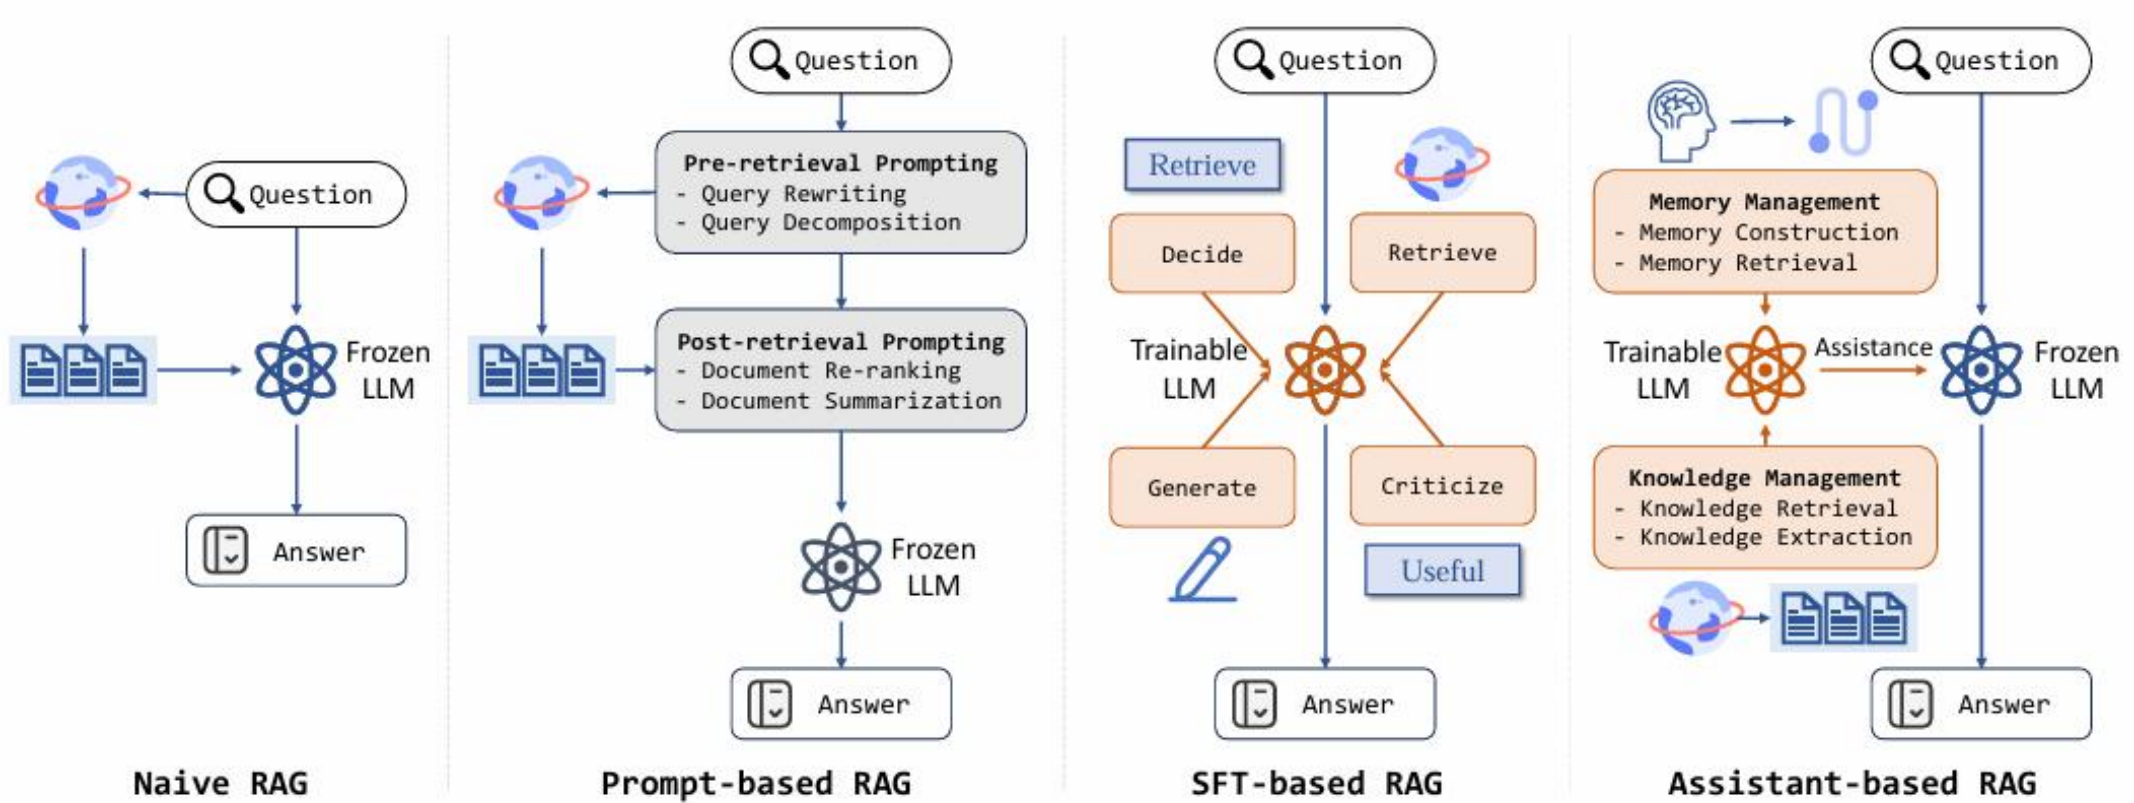 Question
Frozen
LLM
Answer
Naive RAG
Question
Pre-retrieval Prompting
- Query Rewriting
- Query Decomposition
Post-retrieval Prompting
- Document Re-ranking
- Document Summarization
Frozen
LLM
Answer
Prompt-based RAG
Question
Retrieve
Decide
Retrieve
Trainable
LLM
Generate
Criticize
Useful
Answer
SFT-based RAG
Question
Memory Management
- Memory Construction
- Memory Retrieval
Trainable
LLM
Assistance
Frozen
LLM
Knowledge Management
- Knowledge Retrieval
- Knowledge Extraction
Answer
Assistant-based RAG